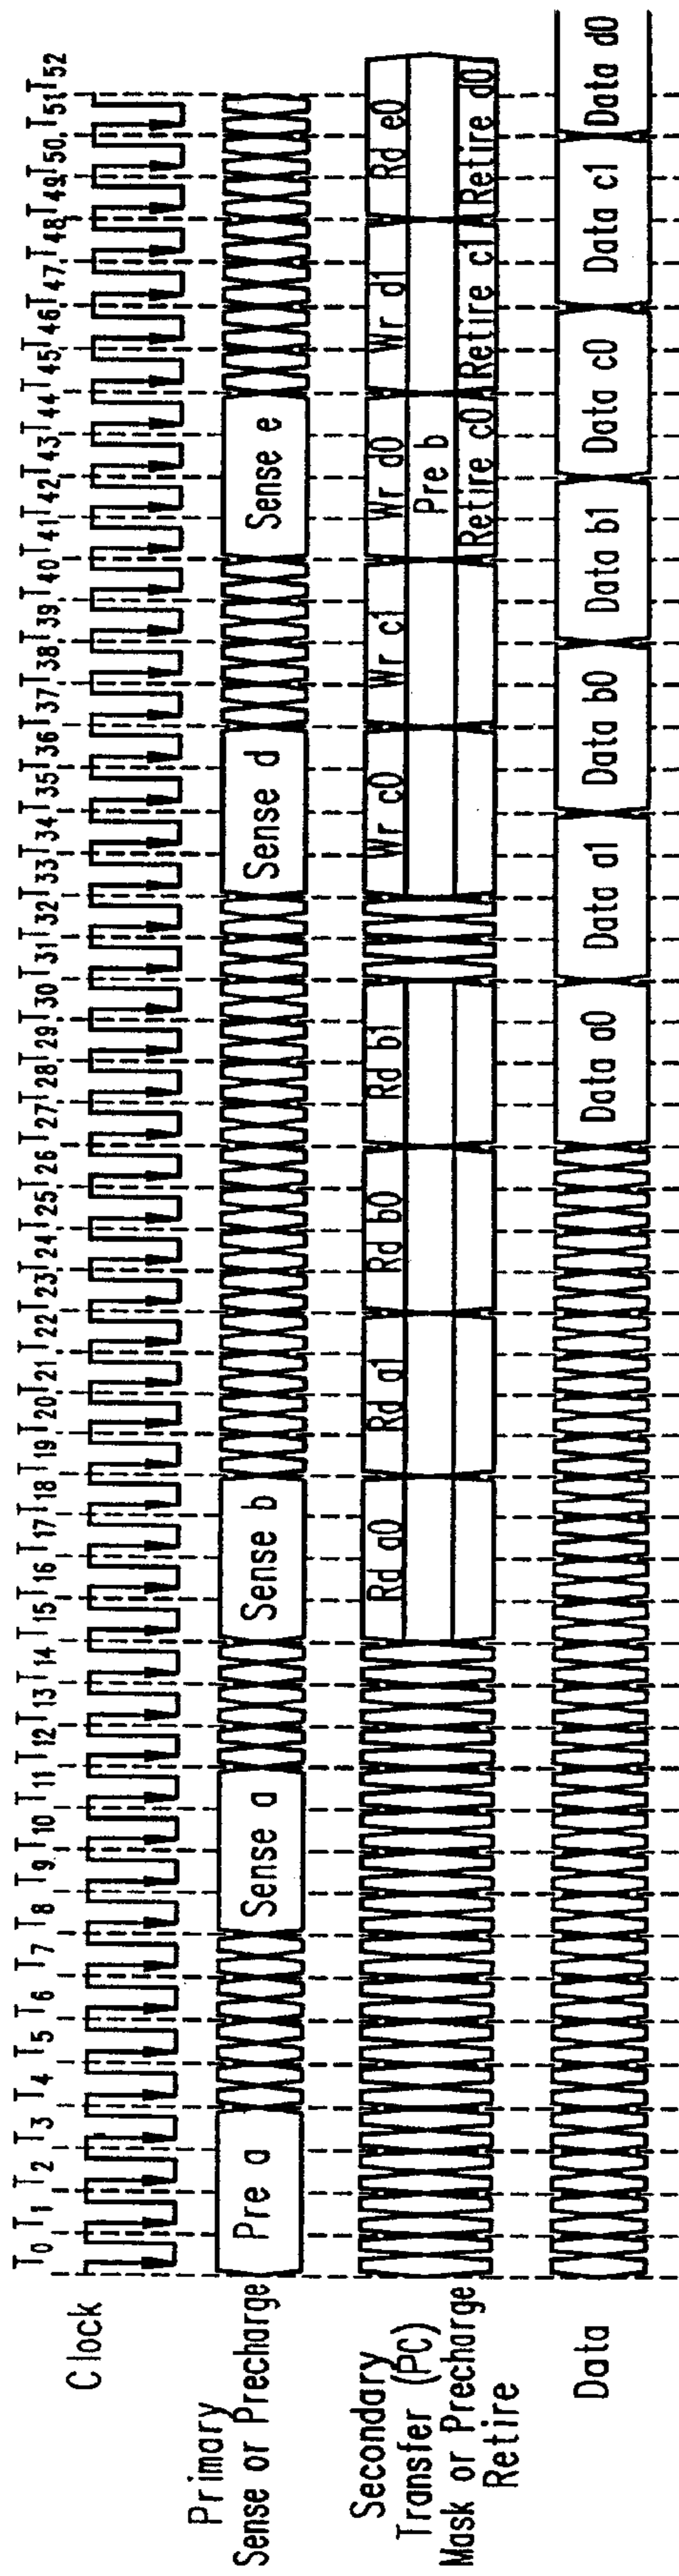 T0 T1 T2 T3 T4 T5 T6 T7 T8 T9 T10 T11 T12 T13 T14 T15 T16 T17 T18 T19 T20 T21 T22 T23 T24 T25 T26 T27 T28 T29 T30 T31 T32 T33 T34 T35 T36 T37 T38 T39 T40 T41 T42 T43 T44 T45 T46 T47 T48 T49 T50 T51 T52
Clock
Primary
Sense or Precharge
Pre a Sense a Sense b Sense d Sense e
Secondary
Transfer (PC)
Rd a0 Rd a1 Rd b0 Rd b1 Wr c0 Wr c1 Wr d0 Wr d1 Rd e0
Mask or Precharge
Pre b
Retire
Retire c0 Retire c1 Retire d0
Data
Data a0 Data a1 Data b0 Data b1 Data c0 Data c1 Data d0